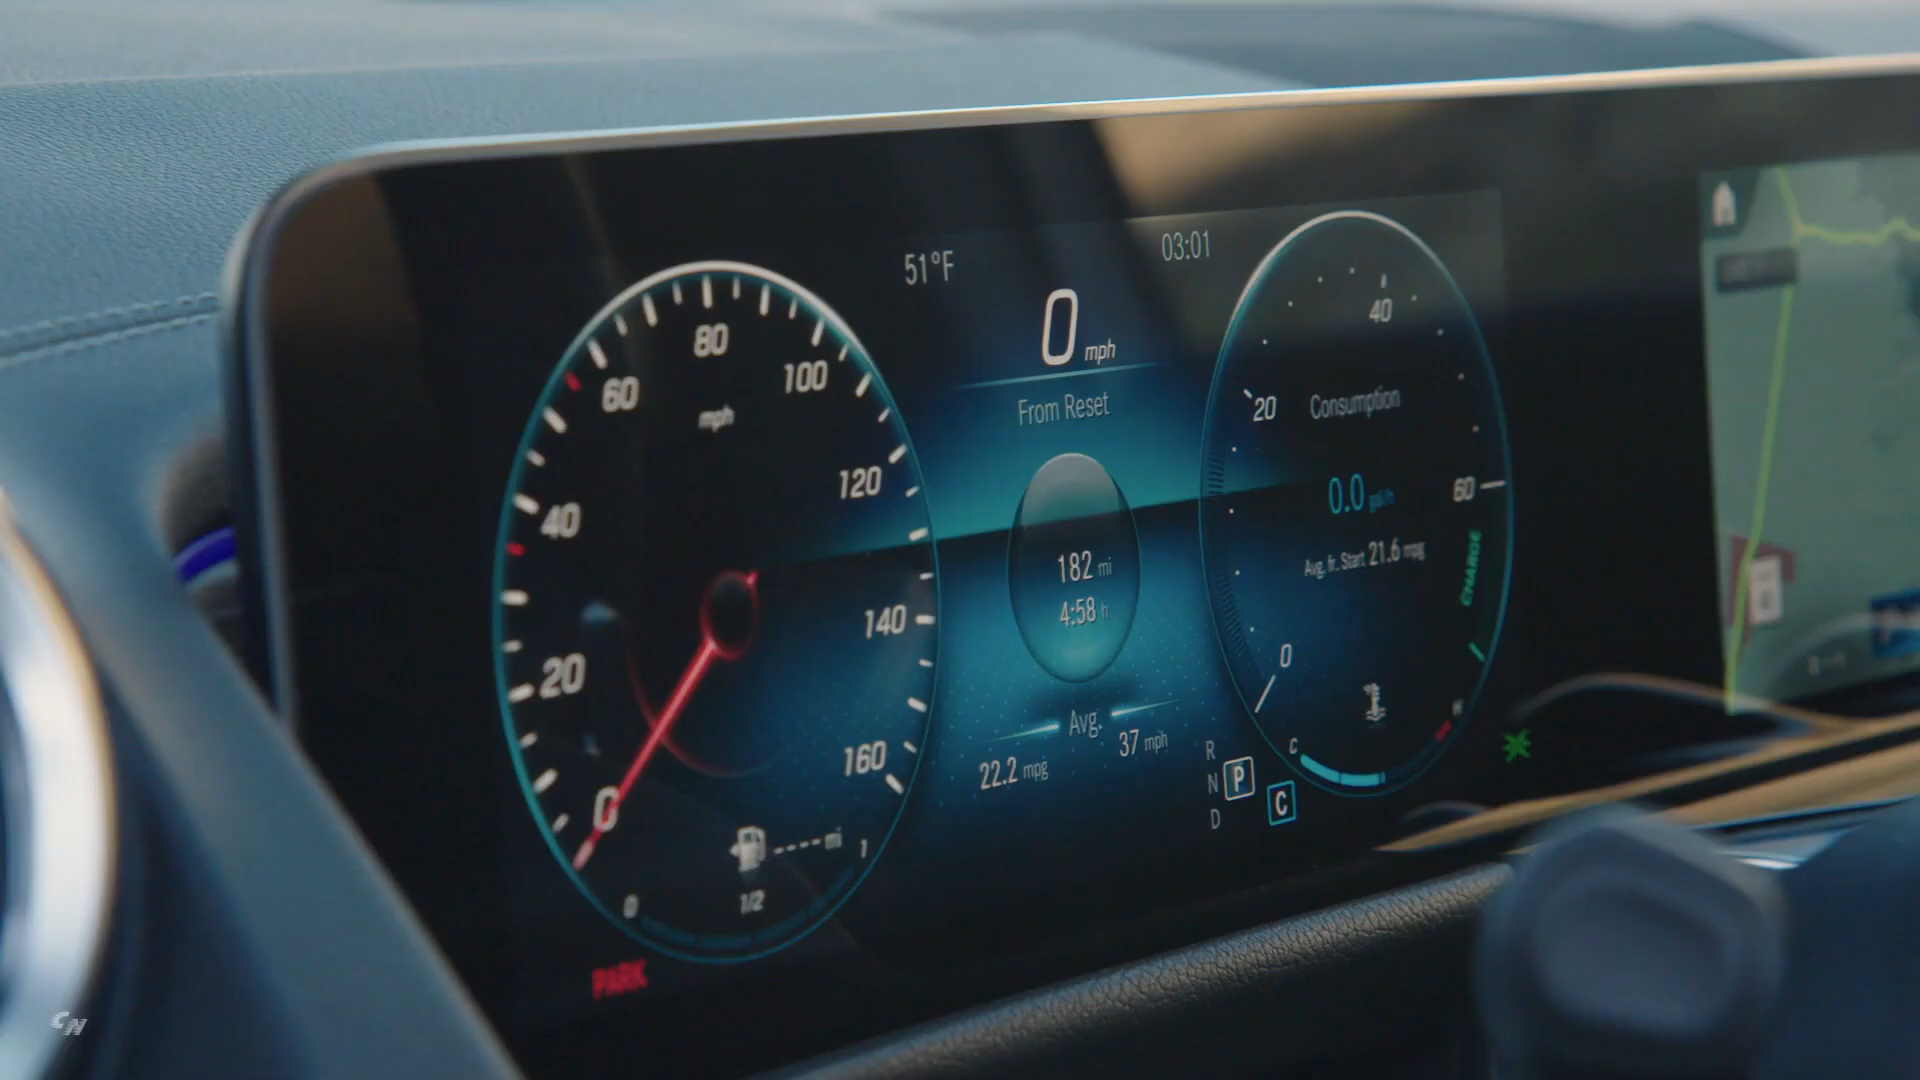 51°F
03:01
0 mph
From Reset
182 mi
4:58 h
Avg.
22.2 mpg
37 mph
0
20
40
60
80
100
120
140
160
mph
---- mi
0
1/2
1
PARK
0
20
40
60
Consumption
0.0 gal/h
Avg. fr. Start 21.6 mpg
CHARGE
C
H
R
N
P
D
C
CN